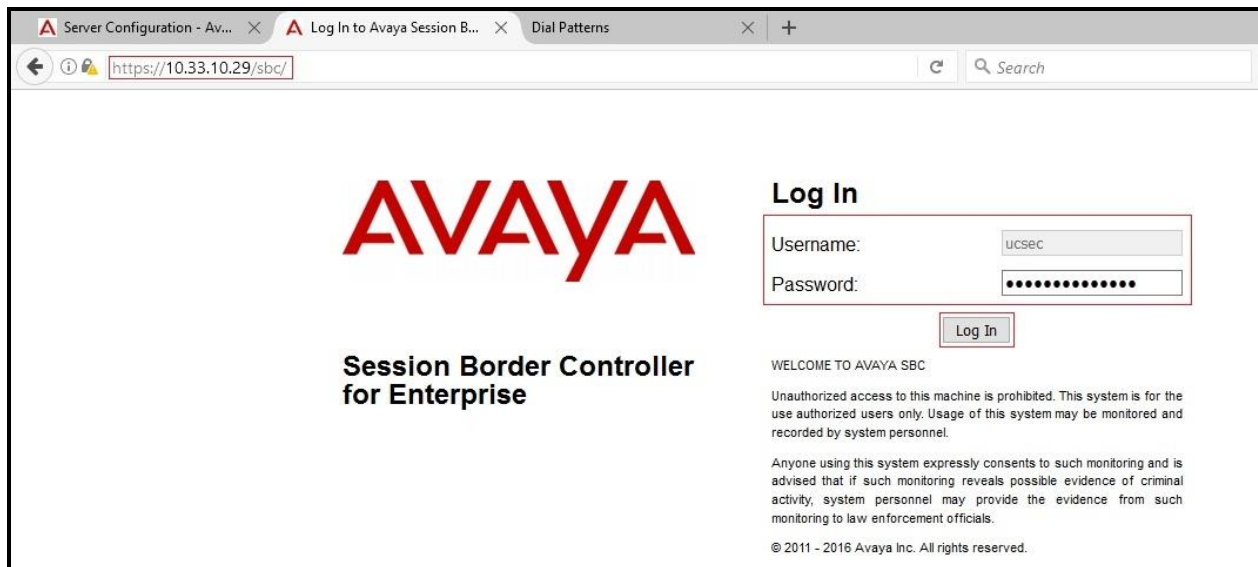 Server Configuration - Av...
Log In to Avaya Session B...
Dial Patterns
https://10.33.10.29/sbc/
Search
AVAYA
Session Border Controller
for Enterprise
Log In
Username:
ucsec
Password:
••••••••••••••
Log In
WELCOME TO AVAYA SBC
Unauthorized access to this machine is prohibited. This system is for the
use authorized users only. Usage of this system may be monitored and
recorded by system personnel.
Anyone using this system expressly consents to such monitoring and is
advised that if such monitoring reveals possible evidence of criminal
activity, system personnel may provide the evidence from such
monitoring to law enforcement officials.
© 2011 - 2016 Avaya Inc. All rights reserved.